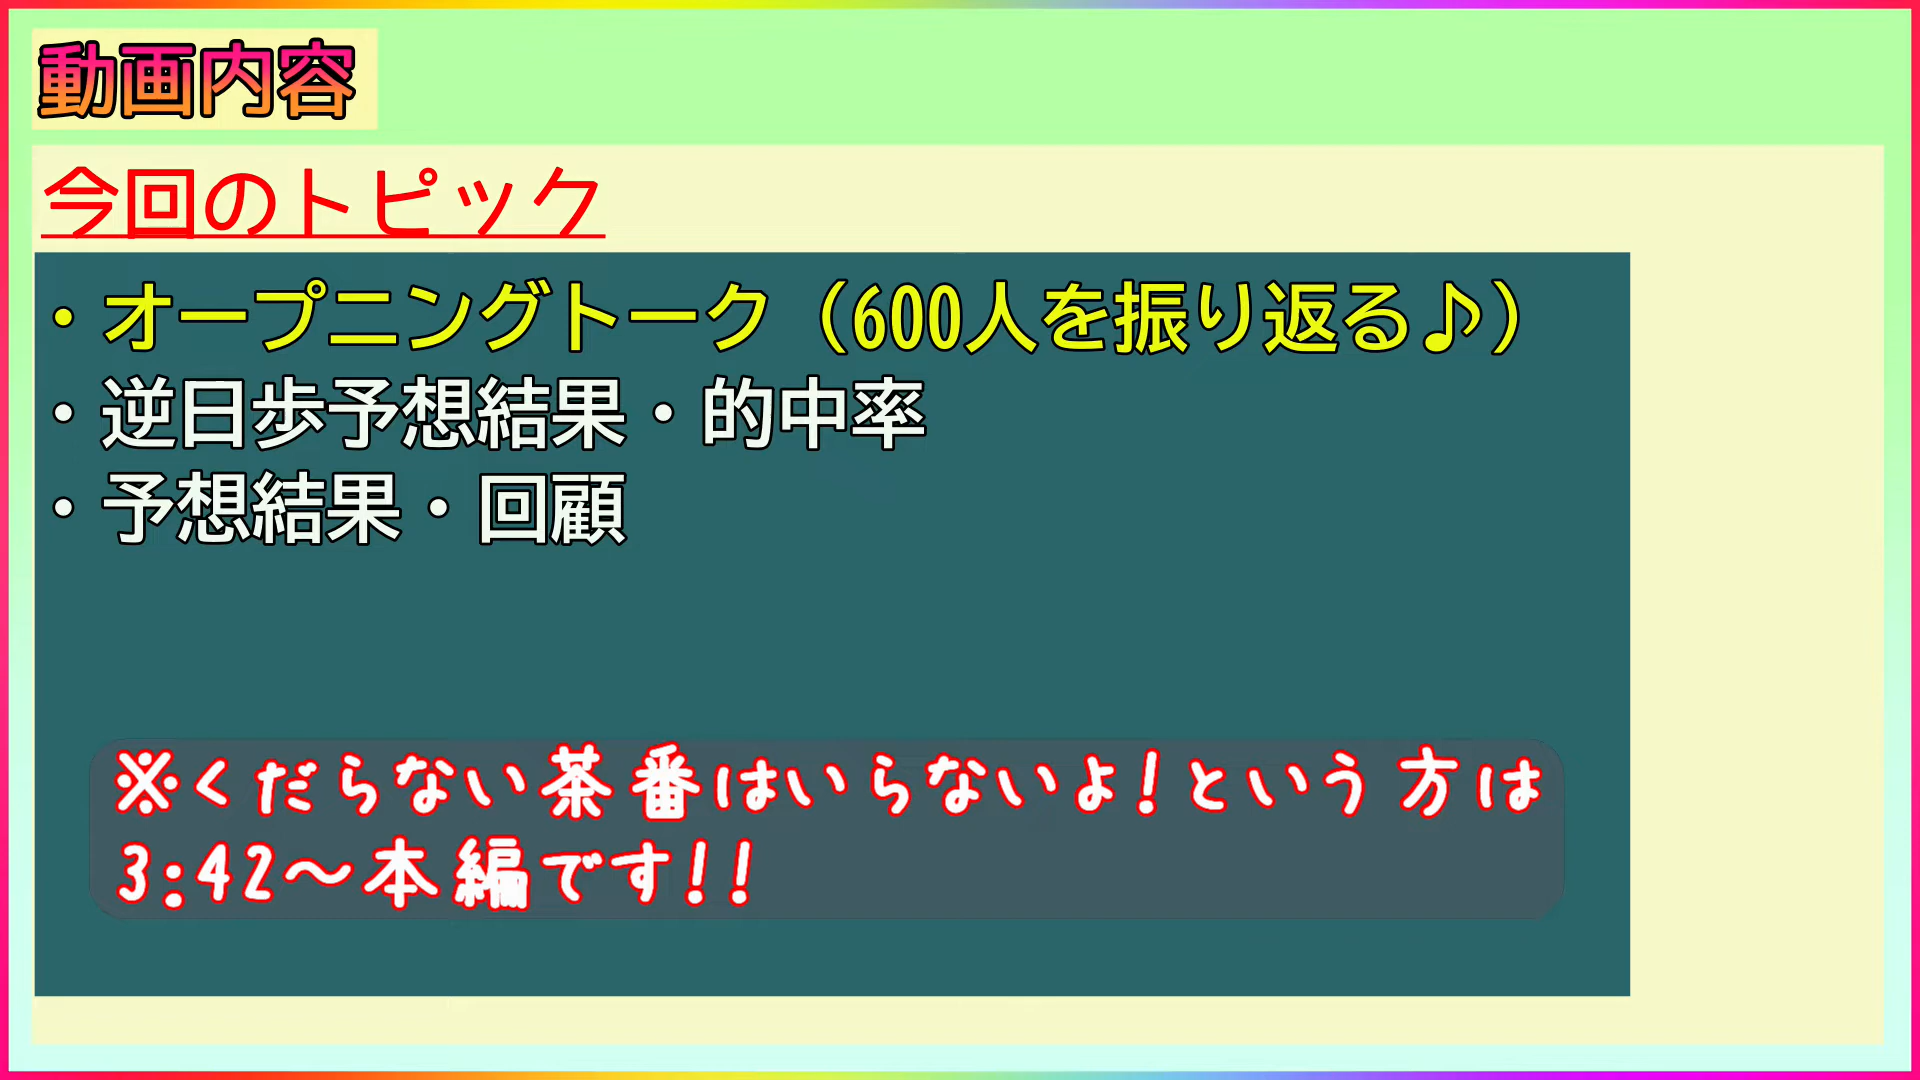 動画内容
今回のトピック
・オープニングトーク（600人を振り返る♪）
・逆日歩予想結果・的中率
・予想結果・回顧
※くだらない茶番はいらないよ!という方は
3:42～本編です!!